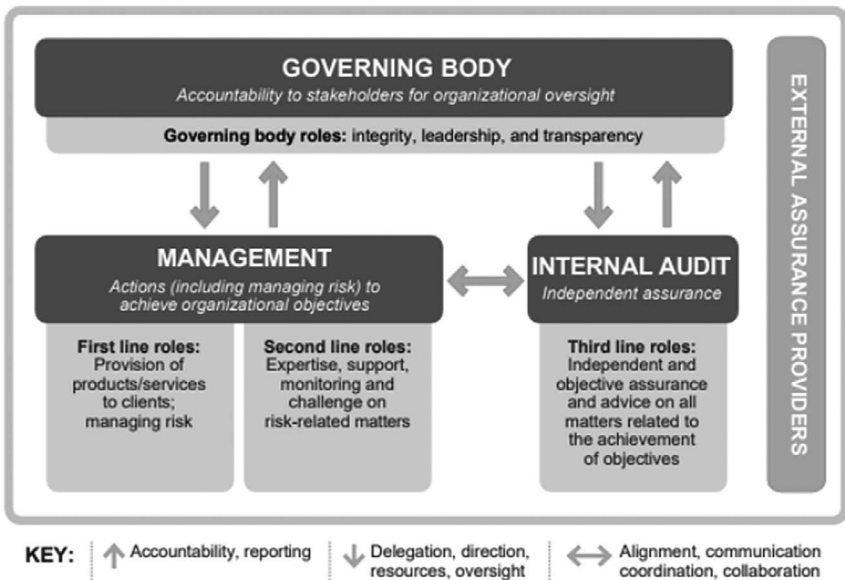 GOVERNING BODY
Accountability to stakeholders for organizational oversight
Governing body roles: integrity, leadership, and transparency
MANAGEMENT
Actions (including managing risk) to
achieve organizational objectives
First line roles:
Provision of
products/services
to clients;
managing risk
Second line roles:
Expertise, support,
monitoring and
challenge on
risk-related matters
INTERNAL AUDIT
Independent assurance
Third line roles:
Independent and
objective assurance
and advice on all
matters related to
the achievement
of objectives
EXTERNAL ASSURANCE PROVIDERS
KEY:
Accountability, reporting
Delegation, direction,
resources, oversight
Alignment, communication
coordination, collaboration